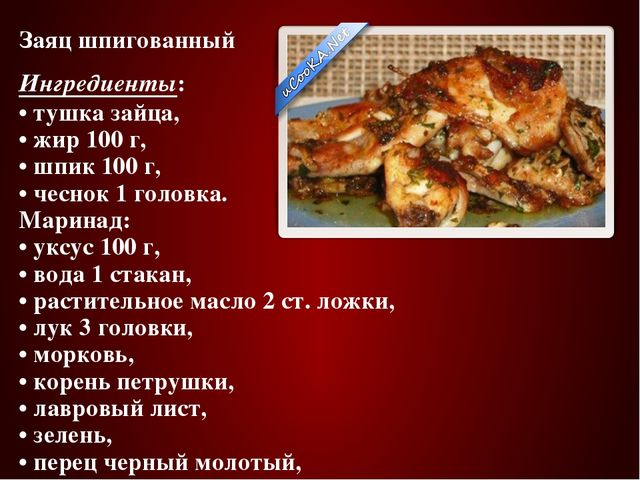 Заяц шпигованный
Ингредиенты:
• тушка зайца,
• жир 100 г,
• шпик 100 г,
• чеснок 1 головка.
Маринад:
• уксус 100 г,
• вода 1 стакан,
• растительное масло 2 ст. ложки,
• лук 3 головки,
• морковь,
• корень петрушки,
• лавровый лист,
• зелень,
• перец черный молотый,
uCooKA.Net